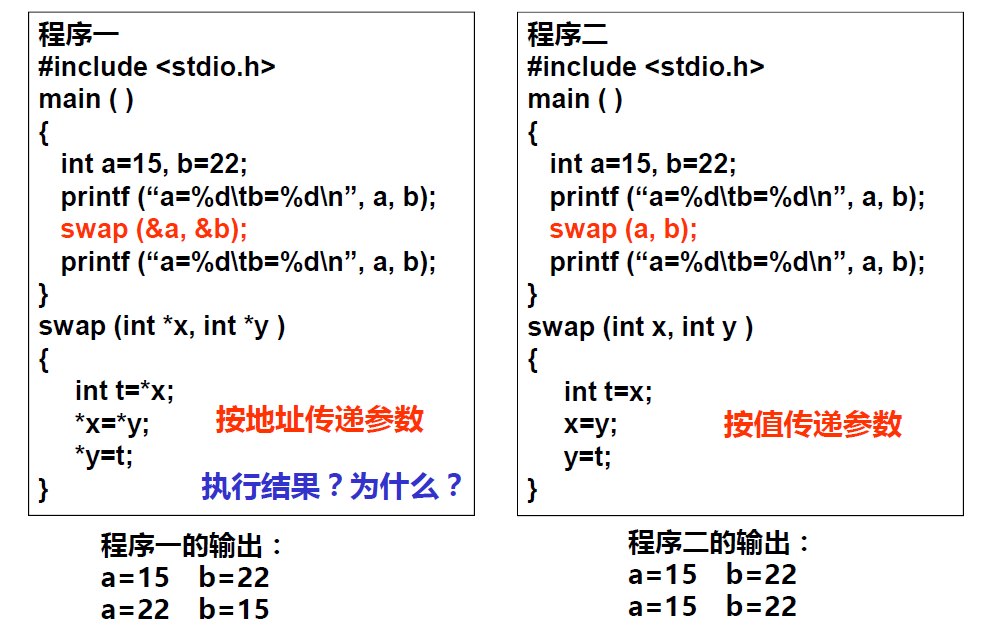 程序一
#include <stdio.h>
main ( )
{
int a=15, b=22;
printf (“a=%d\tb=%d\n”, a, b);
swap (&a, &b);
printf (“a=%d\tb=%d\n”, a, b);
}
swap (int *x, int *y )
{
int t=*x;
*x=*y;
*y=t;
}
按地址传递参数
执行结果？为什么？
程序一的输出：
a=15 b=22
a=22 b=15
程序二
#include <stdio.h>
main ( )
{
int a=15, b=22;
printf (“a=%d\tb=%d\n”, a, b);
swap (a, b);
printf (“a=%d\tb=%d\n”, a, b);
}
swap (int x, int y )
{
int t=x;
x=y;
y=t;
}
按值传递参数
程序二的输出：
a=15 b=22
a=15 b=22